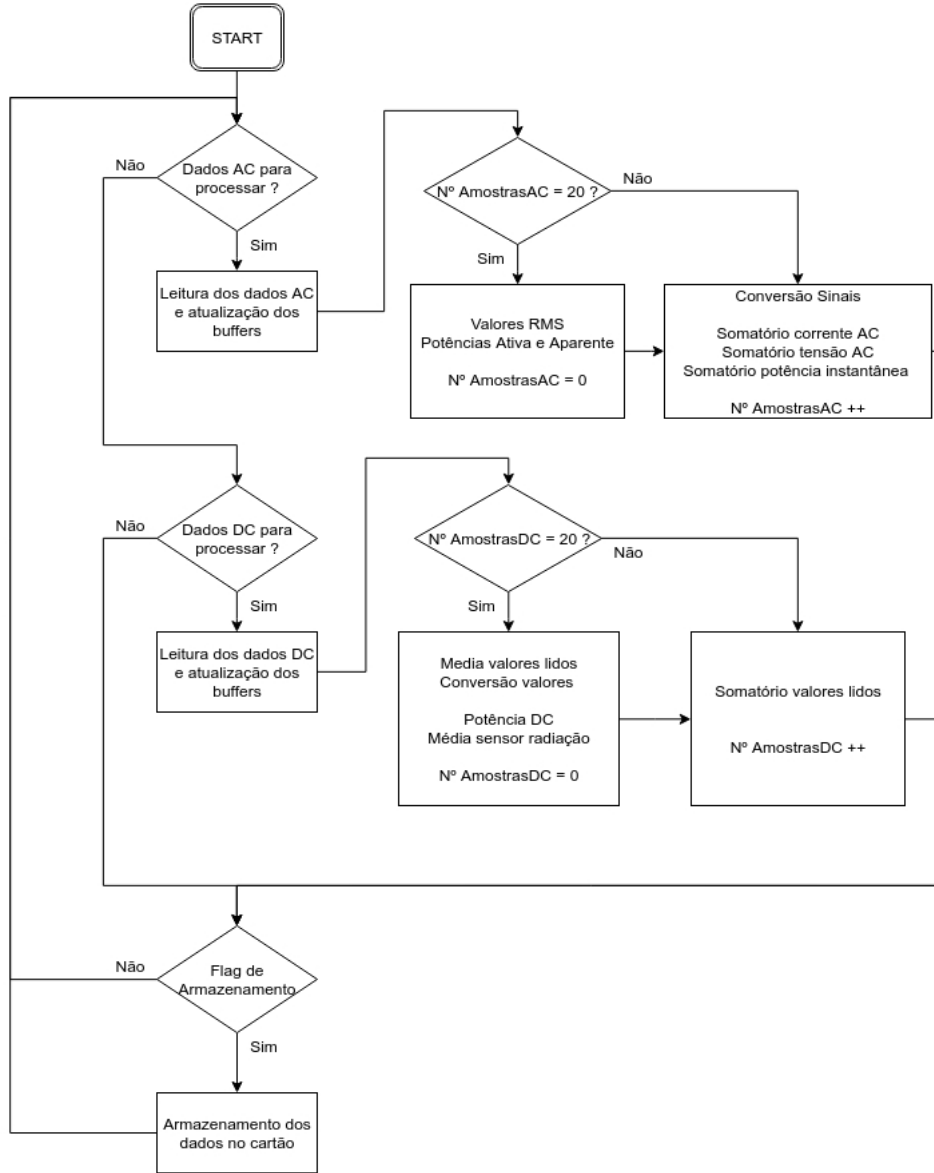 START
Dados AC para
processar ?
Não
Sim
Leitura dos dados AC
e atualização dos
buffers
Nº AmostrasAC = 20 ?
Não
Sim
Valores RMS
Potências Ativa e Aparente
Nº AmostrasAC = 0
Conversão Sinais
Somatório corrente AC
Somatório tensão AC
Somatório potência instantânea
Nº AmostrasAC ++
Dados DC para
processar ?
Não
Sim
Leitura dos dados DC
e atualização dos
buffers
Nº AmostrasDC = 20 ?
Não
Sim
Media valores lidos
Conversão valores
Potência DC
Média sensor radiação
Nº AmostrasDC = 0
Somatório valores lidos
Nº AmostrasDC ++
Flag de
Armazenamento
Não
Sim
Armazenamento dos
dados no cartão